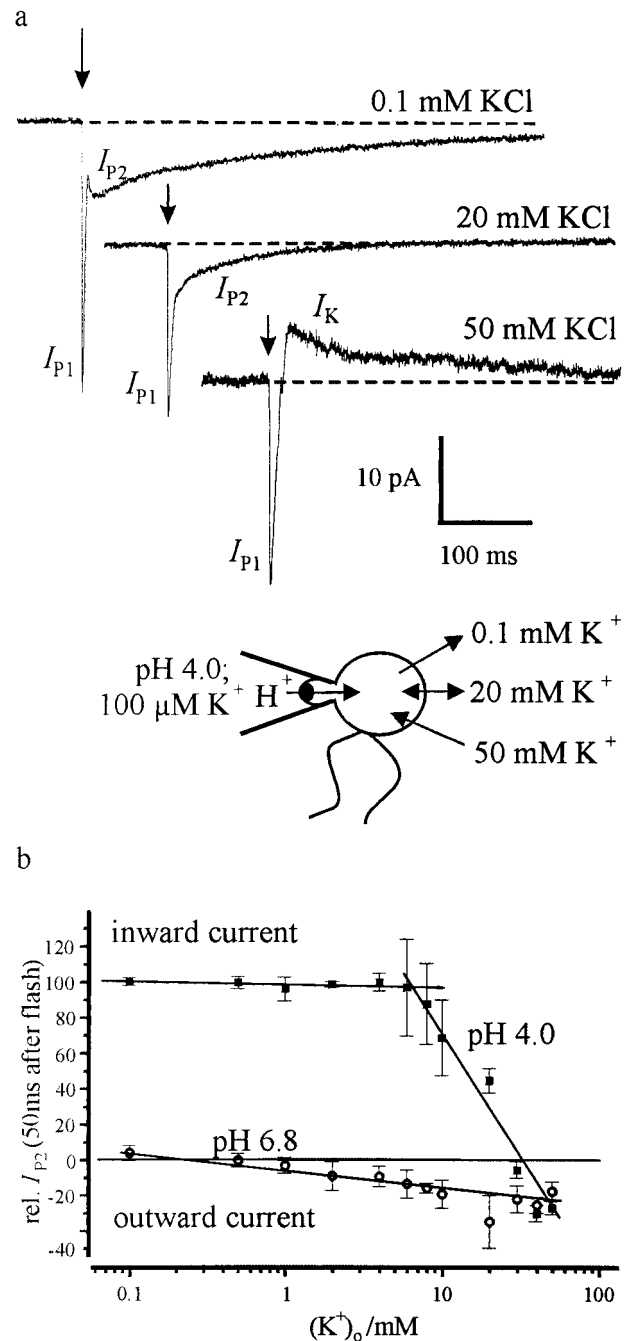 a
0.1 mM KCl
I_P2
20 mM KCl
I_P2
I_K
50 mM KCl
I_P1
I_P1
10 pA
100 ms
I_P1
0.1 mM K⁺
pH 4.0;
100 μM K⁺
H⁺
20 mM K⁺
50 mM K⁺
b
inward current
120
100
80
60
40
20
0
-20
-40
pH 4.0
pH 6.8
outward current
rel. I_P2 (50ms after flash)
0.1
1
10
100
(K⁺)ₒ/mM